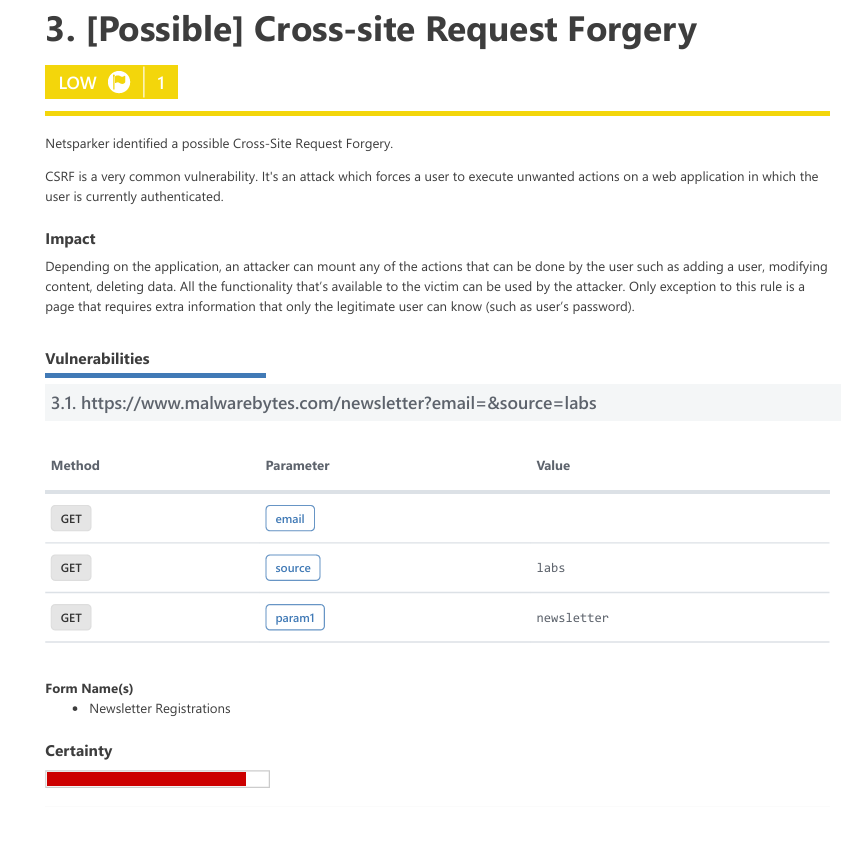 3. [Possible] Cross-site Request Forgery
LOW 1
Netsparker identified a possible Cross-Site Request Forgery.
CSRF is a very common vulnerability. It's an attack which forces a user to execute unwanted actions on a web application in which the
user is currently authenticated.
Impact
Depending on the application, an attacker can mount any of the actions that can be done by the user such as adding a user, modifying
content, deleting data. All the functionality that’s available to the victim can be used by the attacker. Only exception to this rule is a
page that requires extra information that only the legitimate user can know (such as user’s password).
Vulnerabilities
3.1. https://www.malwarebytes.com/newsletter?email=&source=labs
Method Parameter Value
GET email
GET source labs
GET param1 newsletter
Form Name(s)
• Newsletter Registrations
Certainty